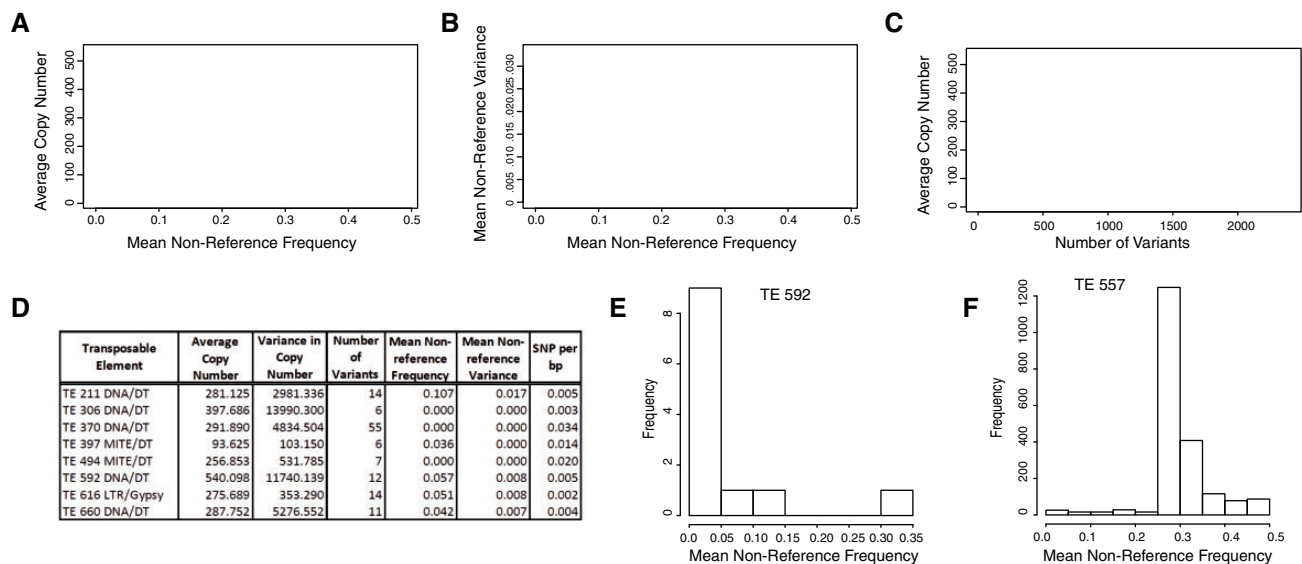 A
Average Copy Number
500
400
300
200
100
0
0.0 0.1 0.2 0.3 0.4 0.5
Mean Non-Reference Frequency
B
Mean Non-Reference Variance
.030
0.025
0.020
.015
.010
.005
0
0.0 0.1 0.2 0.3 0.4 0.5
Mean Non-Reference Frequency
C
Average Copy Number
500
400
300
200
100
0
0 500 1000 1500 2000
Number of Variants
D
Transposable Element | Average Copy Number | Variance in Copy Number | Number of Variants | Mean Non-reference Frequency | Mean Non-reference Variance | SNP per bp
TE 211 DNA/DT 281.125 2981.336 14 0.107 0.017 0.005
TE 306 DNA/DT 397.686 13990.300 6 0.000 0.000 0.003
TE 370 DNA/DT 291.890 4834.504 55 0.000 0.000 0.034
TE 397 MITE/DT 93.625 103.150 6 0.036 0.000 0.014
TE 494 MITE/DT 256.853 531.785 7 0.000 0.000 0.020
TE 592 DNA/DT 540.098 11740.139 12 0.057 0.008 0.005
TE 616 LTR/Gypsy 275.689 353.290 14 0.051 0.008 0.002
TE 660 DNA/DT 287.752 5276.552 11 0.042 0.007 0.004
E
TE 592
Frequency
8
6
4
2
0
0.00 0.05 0.10 0.15 0.20 0.25 0.30 0.35
Mean Non-Reference Frequency
F
TE 557
Frequency
1200
1000
800
600
400
200
0
0.0 0.1 0.2 0.3 0.4 0.5
Mean Non-Reference Frequency